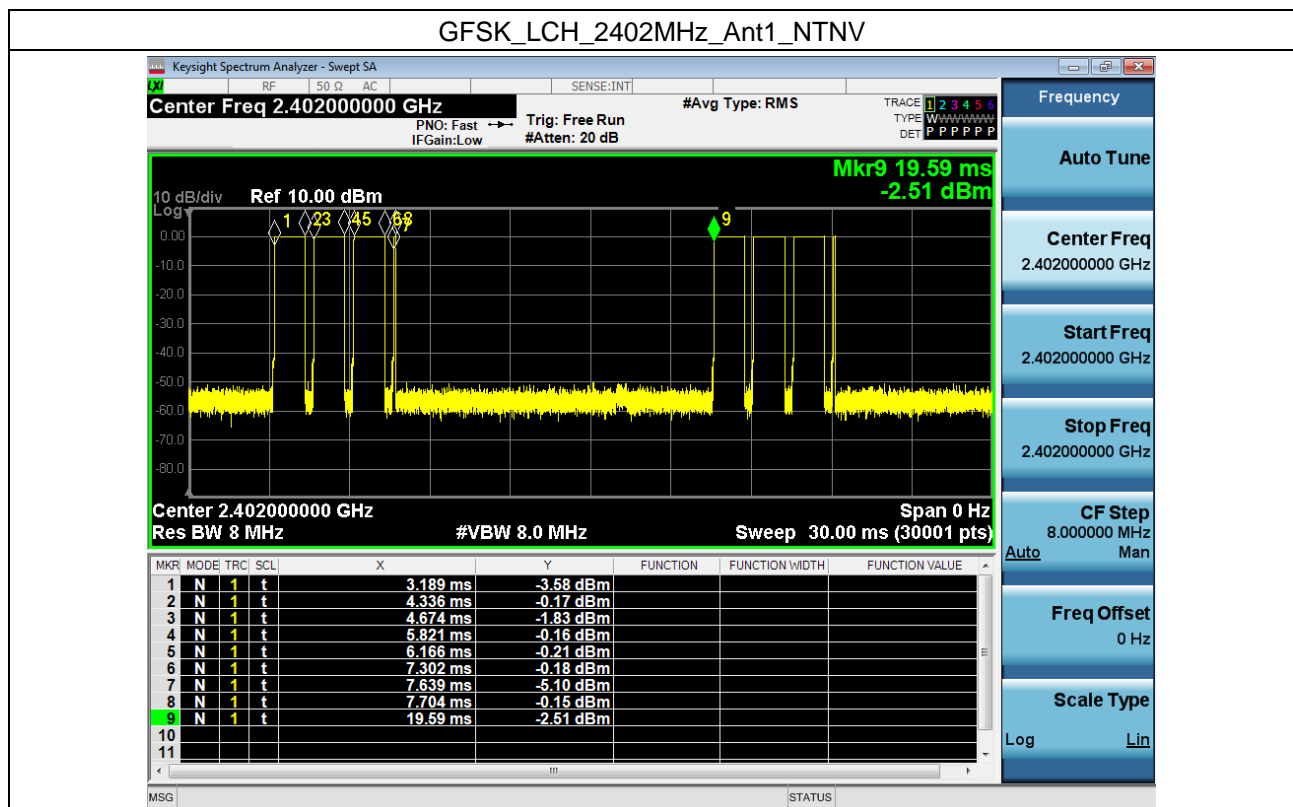 GFSK_LCH_2402MHz_Ant1_NTNV
Keysight Spectrum Analyzer - Swept SA
LXI RF 50 Ω AC SENSE:INT
Center Freq 2.402000000 GHz
PNO: Fast
IFGain:Low
Trig: Free Run
#Atten: 20 dB
#Avg Type: RMS
TRACE 1 2 3 4 5 6
TYPE WWWWWW
DET P P P P P P
Mkr9 19.59 ms
-2.51 dBm
10 dB/div Ref 10.00 dBm
Log
1 2 3 4 5 6 7 8 9
0.00
-10.0
-20.0
-30.0
-40.0
-50.0
-60.0
-70.0
-80.0
Center 2.402000000 GHz Span 0 Hz
Res BW 8 MHz #VBW 8.0 MHz Sweep 30.00 ms (30001 pts)
MKR MODE TRC SCL X Y FUNCTION FUNCTION WIDTH FUNCTION VALUE
1 N 1 t 3.189 ms -3.58 dBm
2 N 1 t 4.336 ms -0.17 dBm
3 N 1 t 4.674 ms -1.83 dBm
4 N 1 t 5.821 ms -0.16 dBm
5 N 1 t 6.166 ms -0.21 dBm
6 N 1 t 7.302 ms -0.18 dBm
7 N 1 t 7.639 ms -5.10 dBm
8 N 1 t 7.704 ms -0.15 dBm
9 N 1 t 19.59 ms -2.51 dBm
10
11
MSG STATUS
Frequency
Auto Tune
Center Freq
2.402000000 GHz
Start Freq
2.402000000 GHz
Stop Freq
2.402000000 GHz
CF Step
8.000000 MHz
Auto Man
Freq Offset
0 Hz
Scale Type
Log Lin